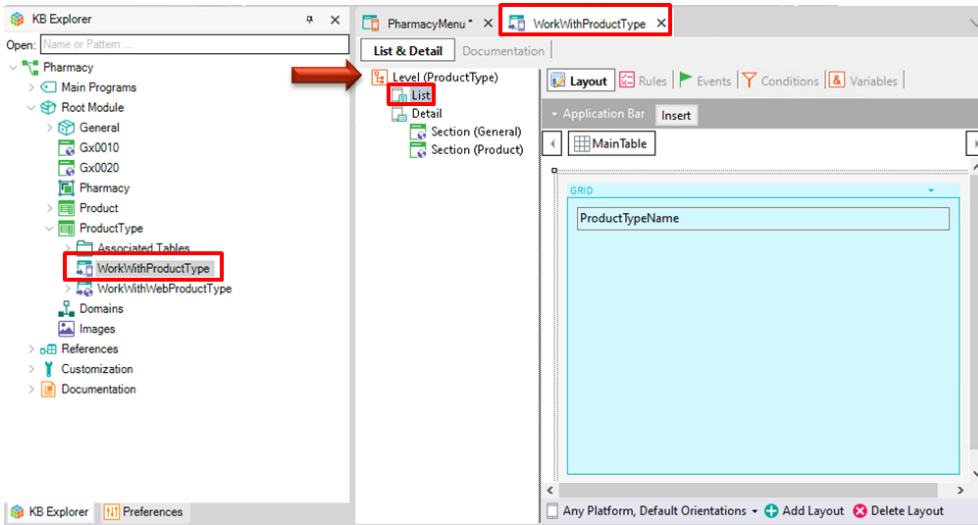 KB Explorer
Open: Name or Pattern ...
Pharmacy
Main Programs
Root Module
General
Gx0010
Gx0020
Pharmacy
Product
ProductType
Associated Tables
WorkWithProductType
WorkWithWebProductType
Domains
Images
References
Customization
Documentation
KB Explorer
Preferences
PharmacyMenu *
WorkWithProductType
List & Detail
Documentation
Level (ProductType)
List
Detail
Section (General)
Section (Product)
Layout
Rules
Events
Conditions
Variables
Application Bar
Insert
MainTable
GRID
ProductTypeName
Any Platform, Default Orientations
Add Layout
Delete Layout